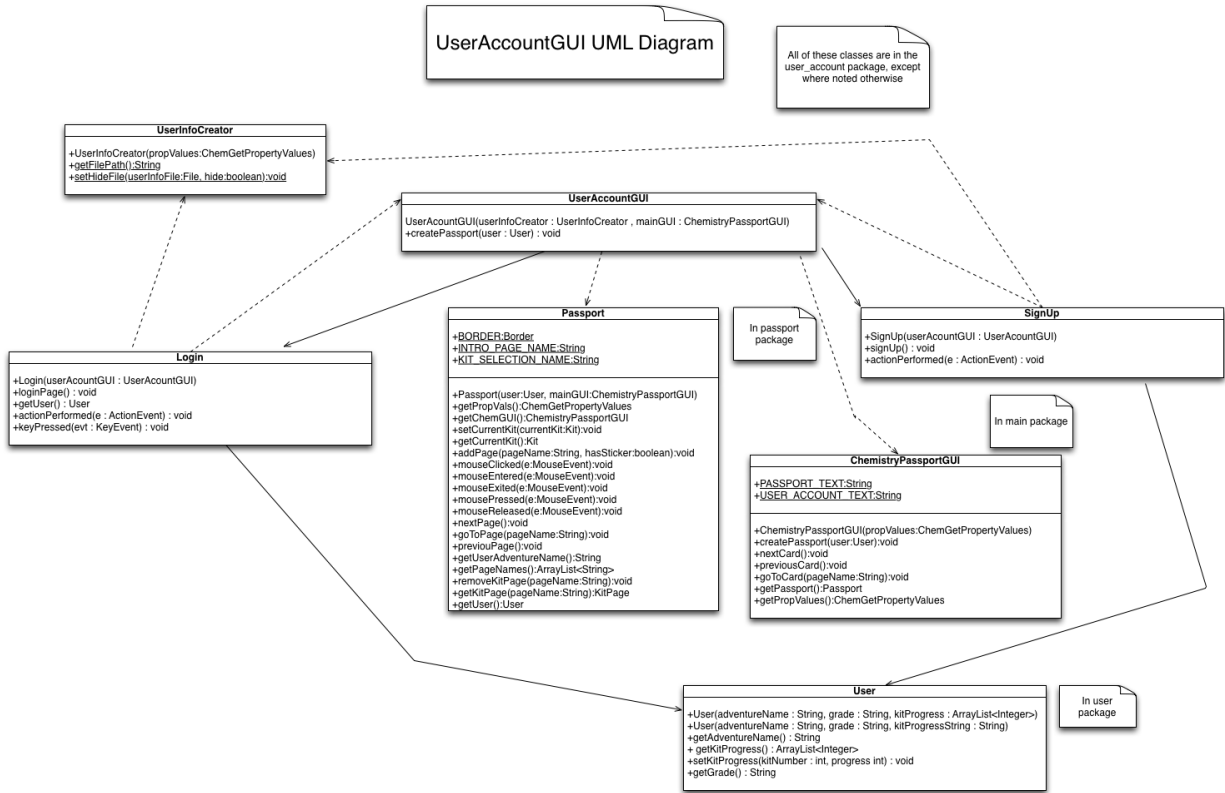 UserAccountGUI UML Diagram
All of these classes are in the
user_account package, except
where noted otherwise
UserInfoCreator
+UserInfoCreator(propValues:ChemGetPropertyValues)
+getFilePath():String
+setHideFile(userInfoFile:File, hide:boolean):void
UserAccountGUI
UserAcountGUI(userInfoCreator : UserInfoCreator , mainGUI : ChemistryPassportGUI)
+createPassport(user : User) : void
Login
+Login(userAcountGUI : UserAcountGUI)
+loginPage() : void
+getUser() : User
+actionPerformed(e : ActionEvent) : void
+keyPressed(evt : KeyEvent) : void
Passport
+BORDER:Border
+INTRO_PAGE_NAME:String
+KIT_SELECTION_NAME:String
+Passport(user:User, mainGUI:ChemistryPassportGUI)
+getPropVals():ChemGetPropertyValues
+getChemGUI():ChemistryPassportGUI
+setCurrentKit(currentKit:Kit):void
+getCurrentKit():Kit
+addPage(pageName:String, hasSticker:boolean):void
+mouseClicked(e:MouseEvent):void
+mouseEntered(e:MouseEvent):void
+mouseExited(e:MouseEvent):void
+mousePressed(e:MouseEvent):void
+mouseReleased(e:MouseEvent):void
+nextPage():void
+goToPage(pageName:String):void
+previouPage():void
+getUserAdventureName():String
+getPageNames():ArrayList<String>
+removeKitPage(pageName:String):void
+getKitPage(pageName:String):KitPage
+getUser():User
In passport
package
SignUp
+SignUp(userAcountGUI : UserAcountGUI)
+signUp() : void
+actionPerformed(e : ActionEvent) : void
In main package
ChemistryPassportGUI
+PASSPORT_TEXT:String
+USER_ACCOUNT_TEXT:String
+ChemistryPassportGUI(propValues:ChemGetPropertyValues)
+createPassport(user:User):void
+nextCard():void
+previousCard():void
+goToCard(pageName:String):void
+getPassport():Passport
+getPropValues():ChemGetPropertyValues
User
+User(adventureName : String, grade : String, kitProgress : ArrayList<Integer>)
+User(adventureName : String, grade : String, kitProgressString : String)
+getAdventureName() : String
+ getKitProgress() : ArrayList<Integer>
+setKitProgress(kitNumber : int, progress int) : void
+getGrade() : String
In user
package